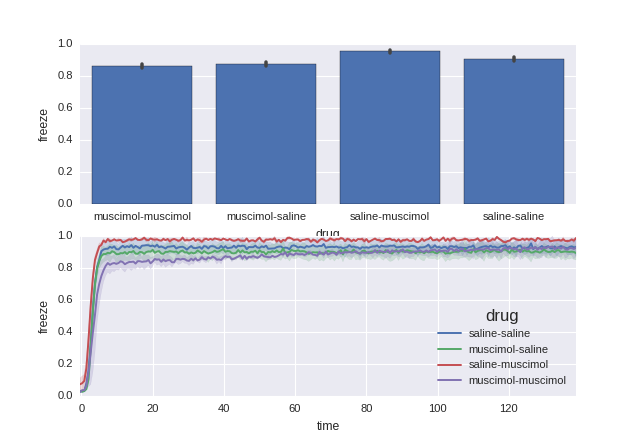 1.0
0.8
0.6
0.4
0.2
0.0
freeze
muscimol-muscimol muscimol-saline saline-muscimol saline-saline
drug
1.0
0.8
0.6
0.4
0.2
0.0
freeze
drug
saline-saline
muscimol-saline
saline-muscimol
muscimol-muscimol
0 20 40 60 80 100 120
time